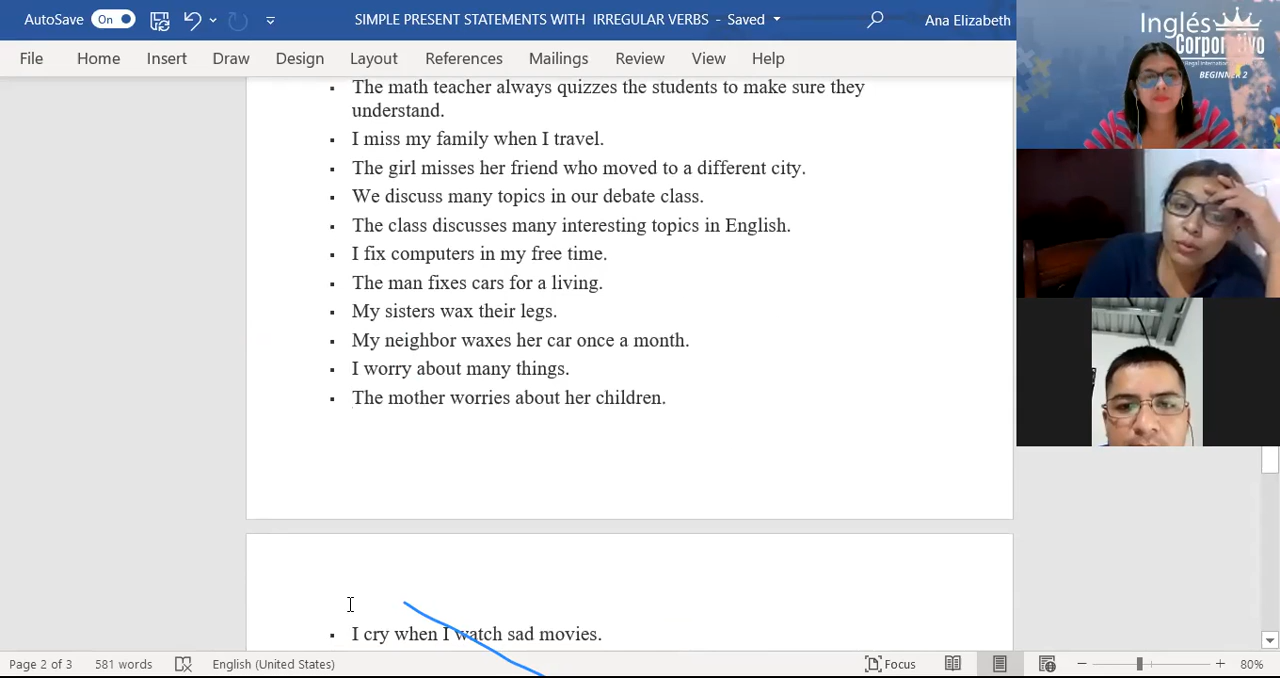 AutoSave On SIMPLE PRESENT STATEMENTS WITH IRREGULAR VERBS - Saved Ana Elizabeth
File Home Insert Draw Design Layout References Mailings Review View Help
Inglés
Corporativo
BEGINNER 2
The math teacher always quizzes the students to make sure they
understand.
I miss my family when I travel.
The girl misses her friend who moved to a different city.
We discuss many topics in our debate class.
The class discusses many interesting topics in English.
I fix computers in my free time.
The man fixes cars for a living.
My sisters wax their legs.
My neighbor waxes her car once a month.
I worry about many things.
The mother worries about her children.
I cry when I watch sad movies.
Page 2 of 3 581 words English (United States) Focus 80%